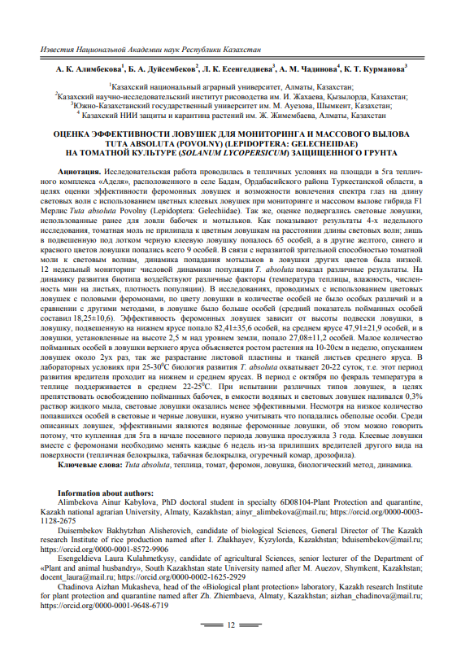 Известия Национальной Академии наук Республики Казахстан
А. К. Алимбекова¹, Б. А. Дуйсембеков², Л. К. Есенгелдиева³, А. М. Чадинова⁴, К. Т. Курманова⁵
¹Казахский национальный аграрный университет, Алматы, Казахстан;
²Казахский научно-исследовательский институт рисоводства им. И. Жахаева, Қызылорда, Казахстан;
³Южно-Казахстанский государственный университет им. М. Ауезова, Шымкент, Казахстан;
⁴ Казахский НИИ защиты и карантина растений им. Ж. Жимембаева, Алматы, Казахстан
ОЦЕНКА ЭФФЕКТИВНОСТИ ЛОВУШЕК ДЛЯ МОНИТОРИНГА И МАССОВОГО ВЫЛОВА
TUTA ABSOLUTA (POVOLNY) (LEPIDOPTERA: GELECHEIIDAE)
НА ТОМАТНОЙ КУЛЬТУРЕ (SOLANUM LYCOPERSICUM) ЗАЩИЩЕННОГО ГРУНТА
Аннотация. Исследовательская работа проводилась в тепличных условиях на площади в 5га теплич-
ного комплекса «Адели», расположенного в селе Бадам, Ордабасийского района Туркестанской области, в
целях оценки эффективности феромонных ловушек и возможности вовлечения спектра глаз на длину
световых волн с использованием цветных клеевых ловушек при мониторинге и массовом вылове гибрида F1
Мерлис Tuta absoluta Povolny (Lepidoptera: Gelechiidae). Так же, оценке подвергались световые ловушки,
использованные ранее для ловли бабочек и мотыльков. Как показывают результаты 4-х недельного
исследования, томатная моль не прилипала к цветным ловушкам на расстоянии длины световых волн; лишь
в подвешенную под лотком черную клеевую ловушку попалось 65 особей, а в другие желтого, синего и
красного цветов ловушки попались всего 9 особей. В связи с неразвитой зрительной способностью томатной
моли к световым волнам, динамика попадания мотыльков в ловушки других цветов была низкой.
12 недельный мониторинг числовой динамики популяции T. absoluta показал различные результаты. На
динамику развития биотипа воздействуют различные факторы (температура теплицы, влажность, числен-
ность мин на листьях, плотность популяции). В исследованиях, проводимых с использованием цветовых
ловушек с половыми феромонами, по цвету ловушки в количестве особей не было особых различий и в
сравнении с другими методами, в ловушке было больше особей (средний показатель пойманных особей
составил 18,25±10,6). Эффективность феромонных ловушек зависит от высоты подвески ловушки, в
ловушку, подвешенную на нижнем ярусе попало 82,41±35,6 особей, на среднем ярусе 47,91±21,9 особей, и в
ловушки, установленные на высоте 2,5 м над уровнем земли, попало 27,08±11,2 особей. Малое количество
пойманных особей в ловушки верхнего яруса объясняется ростом растения на 10-20см в неделю, опусканием
ловушек около 2ух раз, так же разрастание листовой пластины и тканей листьев среднего яруса. В
лабораторных условиях при 25-30⁰С биология развития T. absoluta охватывает 20-22 суток, т.е. этот период
развития вредителя проходит на нижнем и среднем ярусах. В период с октября по февраль температура в
теплице поддерживается в среднем 22-25⁰С. При испытании различных типов ловушек, в целях
препятствовать освобождению пойманных бабочек, в емкости водяных и световых ловушек наливался 0,3%
раствор жидкого мыла, световые ловушки оказались менее эффективными. Несмотря на низкое количество
попавшихся особей в световые и черные ловушки, нужно учитывать что попадались обеполые особи. Среди
описанных ловушек, эффективными являются водяные феромонные ловушки, об этом можно говорить
потому, что купленная для 5га в начале посевного периода ловушка прослужила 3 года. Клеевые ловушки
вместе с феромонами необходимо менять каждые 6 недель из-за прилипших вредителей другого вида на
поверхности (тепличная белокрылка, табачная белокрылка, огуречный комар, дрозофила).
Ключевые слова: Tuta absoluta, теплица, томат, феромон, ловушка, биологический метод, динамика.
Information about authors:
Alimbekova Ainur Kabylova, PhD doctoral student in specialty 6D08104-Plant Protection and quarantine,
Kazakh national agrarian University, Almaty, Kazakhstan; ainyr_alimbekova@mail.ru; https://orcid.org/0000-0003-
1128-2675
Duisembekov Bakhytzhan Alisherovich, candidate of biological Sciences, General Director of The Kazakh
research Institute of rice production named after I. Zhakhayev, Kyzylorda, Kazakhstan; bduisembekov@mail.ru;
https://orcid.org/0000-0001-8572-9906
Esengeldieva Laura Kulahmetkyzy, candidate of agricultural Sciences, senior lecturer of the Department of
«Plant and animal husbandry», South Kazakhstan state University named after M. Auezov, Shymkent, Kazakhstan;
docent_laura@mail.ru; https://orcid.org/0000-0002-1625-2929
Chadinova Aizhan Mukasheva, head of the «Biological plant protection» laboratory, Kazakh research Institute
for plant protection and quarantine named after Zh. Zhiembaeva, Almaty, Kazakhstan; aizhan_chadinova@mail.ru;
https://orcid.org/0000-0001-9648-6719
12